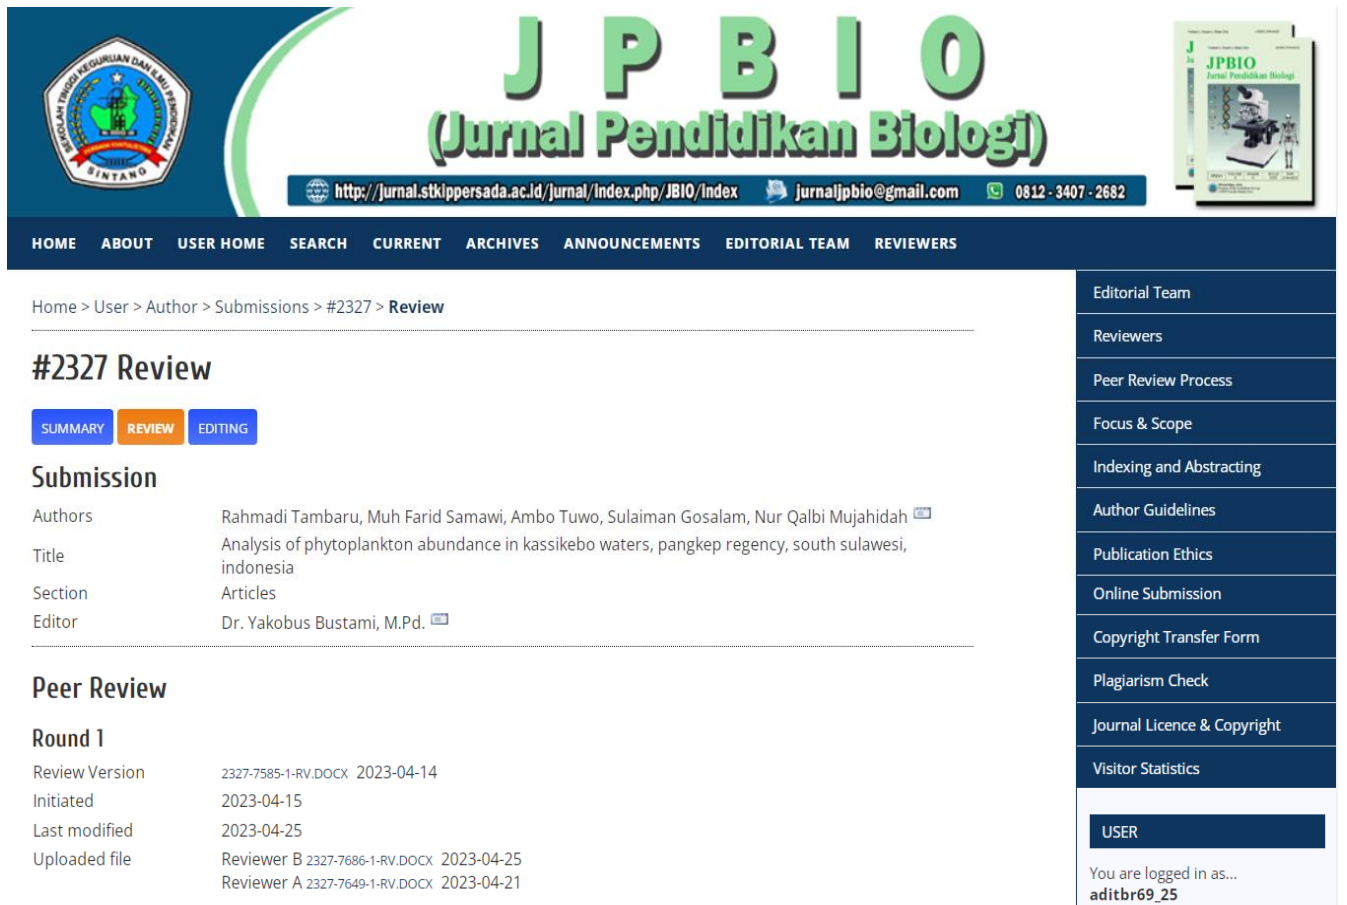 J P B I O
(Jurnal Pendidikan Biologi)
http://jurnal.stkippersada.ac.id/jurnal/index.php/JBIO/index jurnaljpbio@gmail.com 0812-3407-2682
SEKOLAH TINGGI KEGURUAN DAN ILMU PENDIDIKAN
PERSADA KHATULISTIWA
SINTANG
JPBIO
Jurnal Pendidikan Biologi
HOME ABOUT USER HOME SEARCH CURRENT ARCHIVES ANNOUNCEMENTS EDITORIAL TEAM REVIEWERS
Home > User > Author > Submissions > #2327 > Review
#2327 Review
SUMMARY REVIEW EDITING
Submission
Authors Rahmadi Tambaru, Muh Farid Samawi, Ambo Tuwo, Sulaiman Gosalam, Nur Qalbi Mujahidah
Title Analysis of phytoplankton abundance in kassikebo waters, pangkep regency, south sulawesi,
indonesia
Section Articles
Editor Dr. Yakobus Bustami, M.Pd.
Peer Review
Round 1
Review Version 2327-7585-1-RV.DOCX 2023-04-14
Initiated 2023-04-15
Last modified 2023-04-25
Uploaded file Reviewer B 2327-7686-1-RV.DOCX 2023-04-25
Reviewer A 2327-7649-1-RV.DOCX 2023-04-21
Editorial Team
Reviewers
Peer Review Process
Focus & Scope
Indexing and Abstracting
Author Guidelines
Publication Ethics
Online Submission
Copyright Transfer Form
Plagiarism Check
Journal Licence & Copyright
Visitor Statistics
USER
You are logged in as...
aditbr69_25